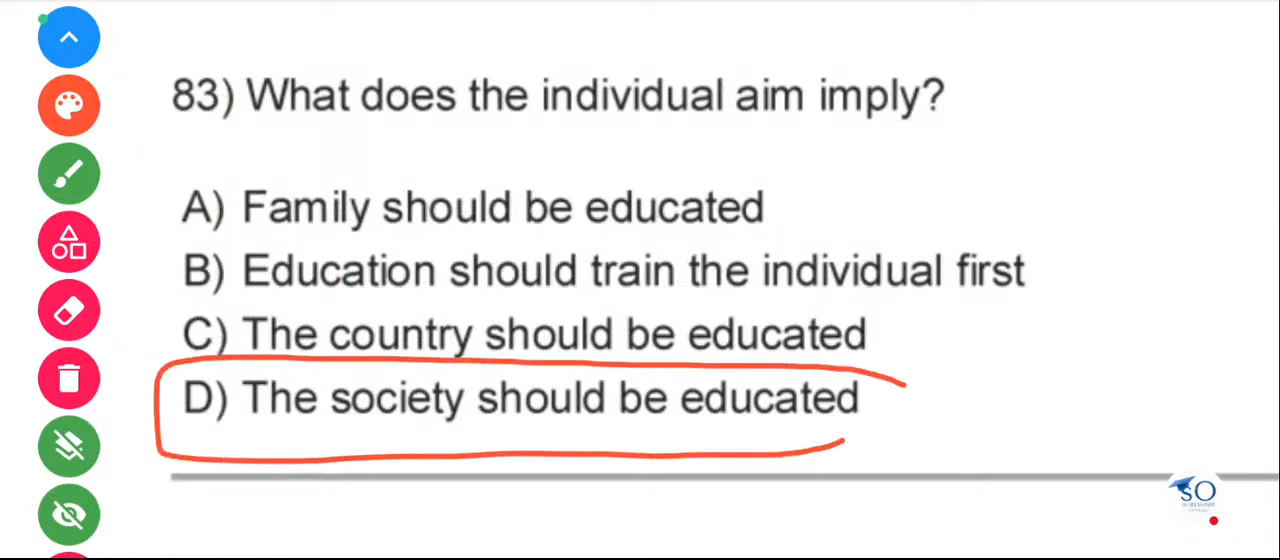 83) What does the individual aim imply?
A) Family should be educated
B) Education should train the individual first
C) The country should be educated
D) The society should be educated
SO